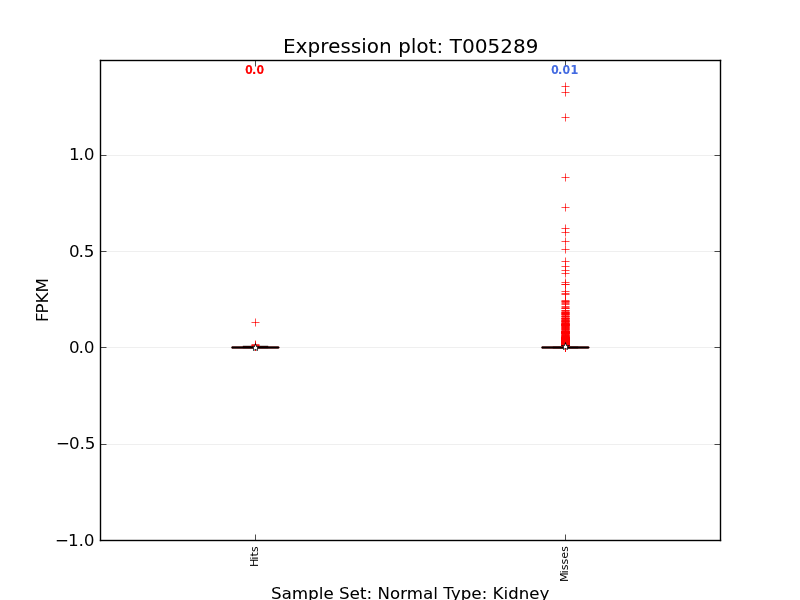 Expression plot: T005289
0.0 0.01
1.0
0.5
0.0
−0.5
−1.0
FPKM
Hits
Misses
Sample Set: Normal Type: Kidney